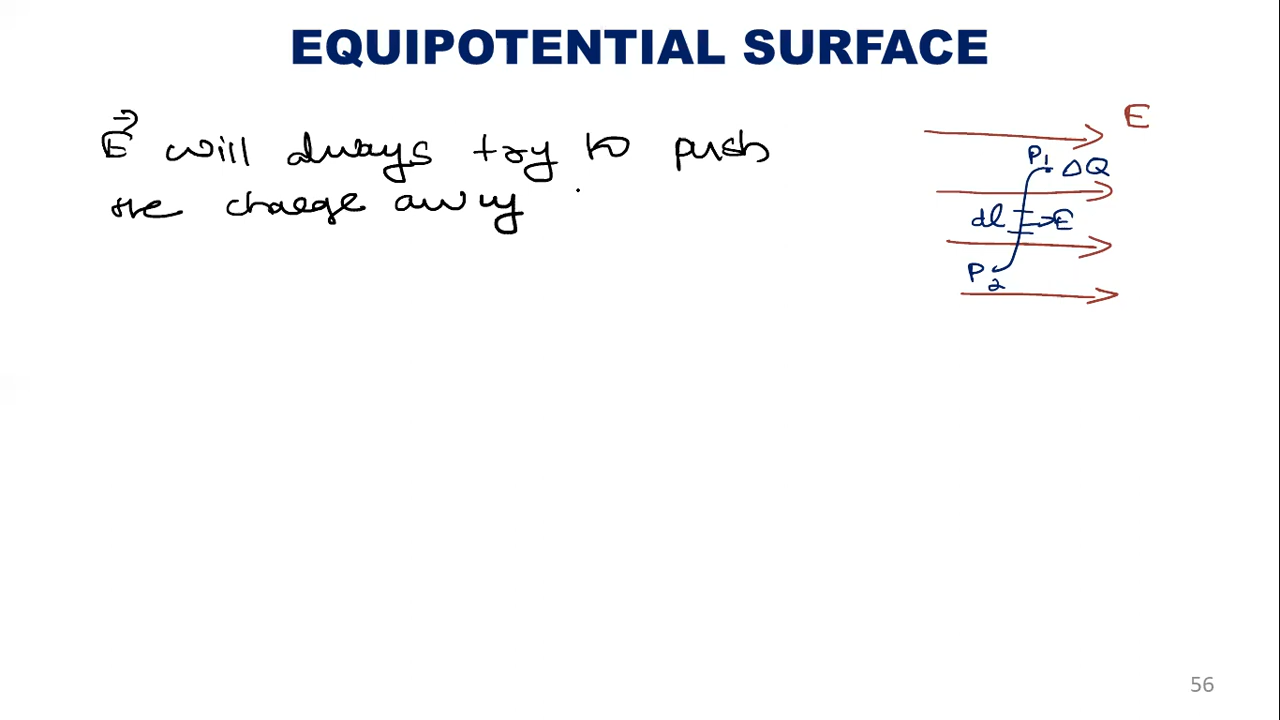 EQUIPOTENTIAL SURFACE
E⃗ will always try to push
the charge away
E
P₁ ΔQ
dl E
P₂
56